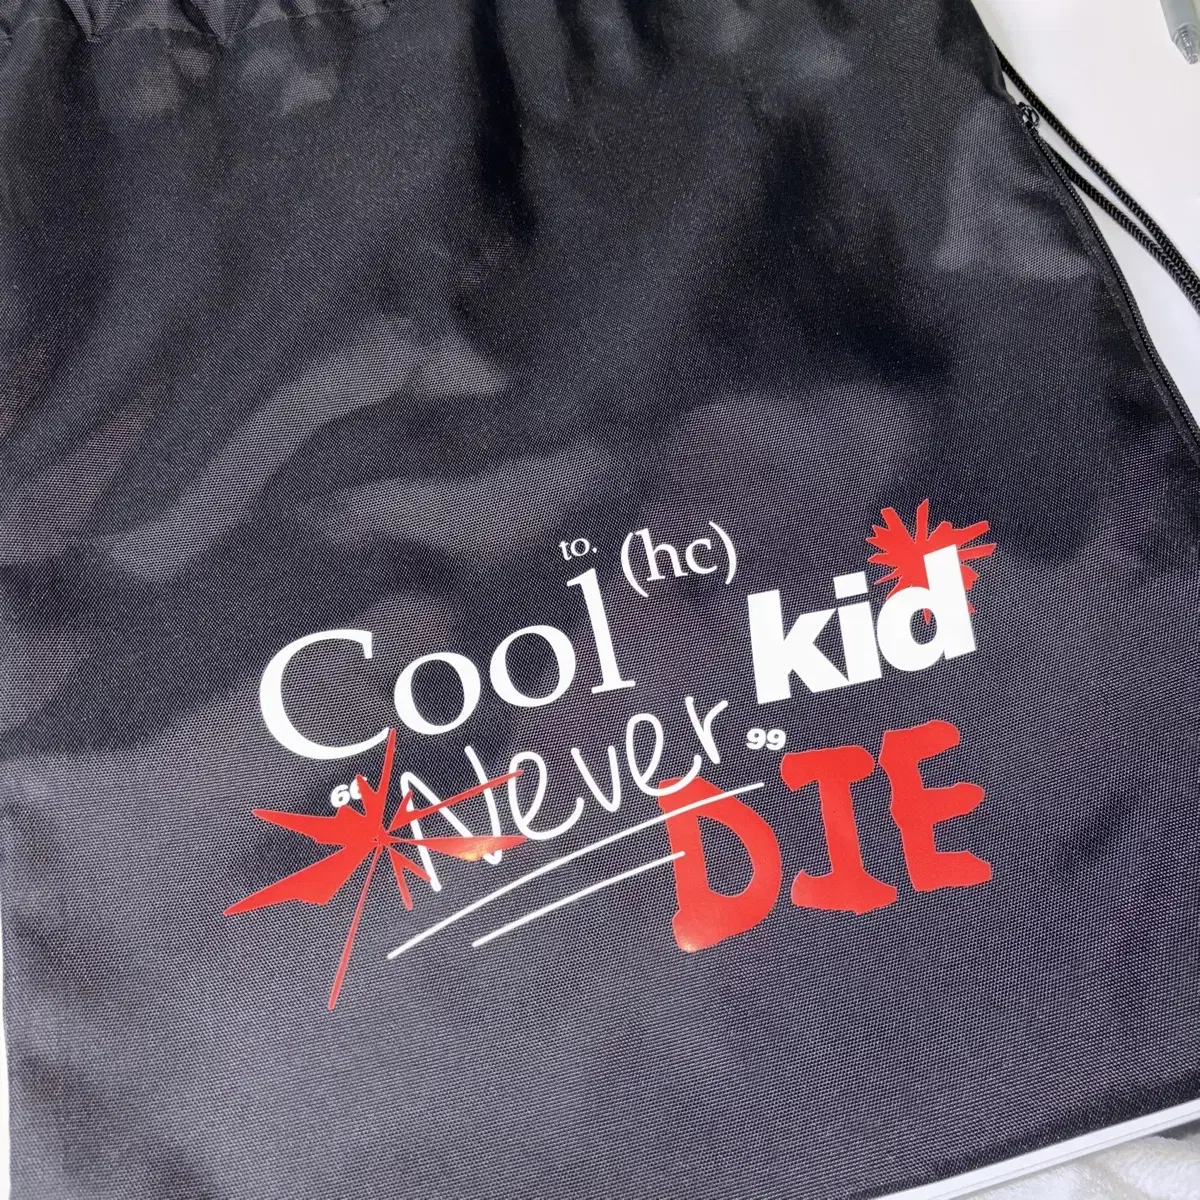 to.
Cool (hc) kid
66 Never 99
DIE